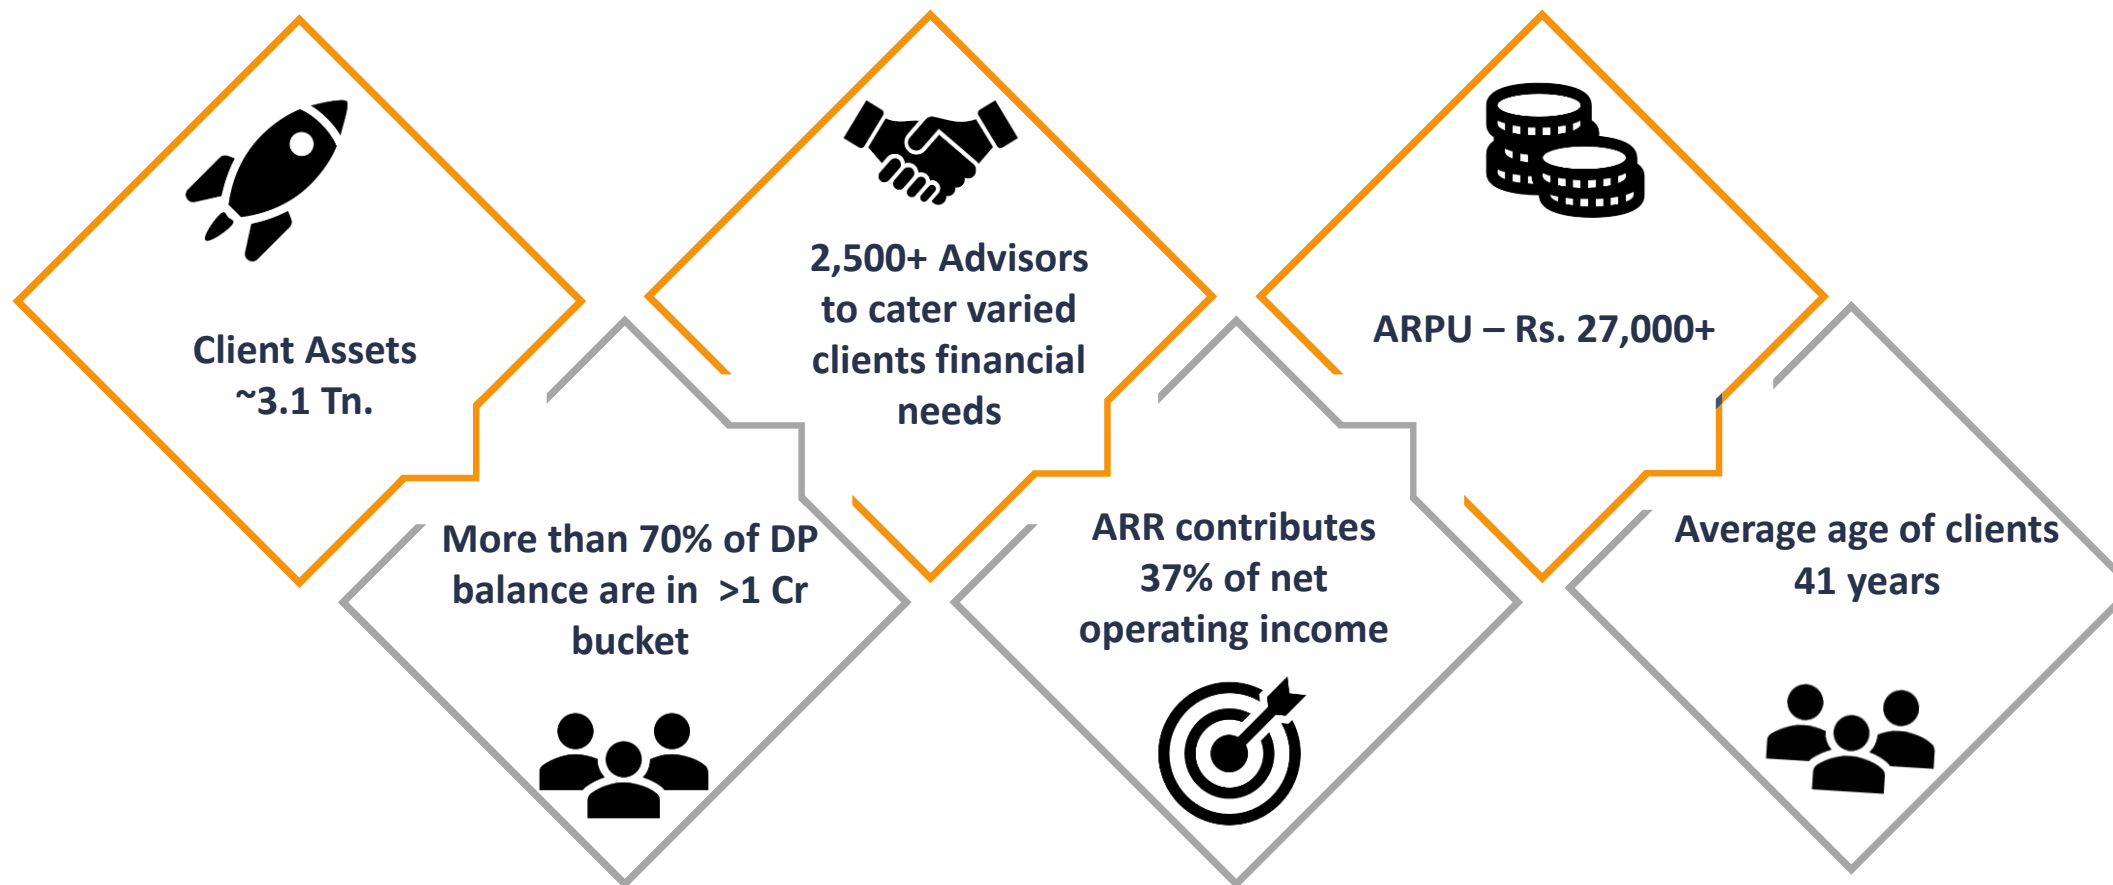 Client Assets
~3.1 Tn.
More than 70% of DP
balance are in  >1 Cr
bucket
2,500+ Advisors
to cater varied
clients financial
needs
ARR contributes
37% of net
operating income
ARPU – Rs. 27,000+
Average age of clients
41 years